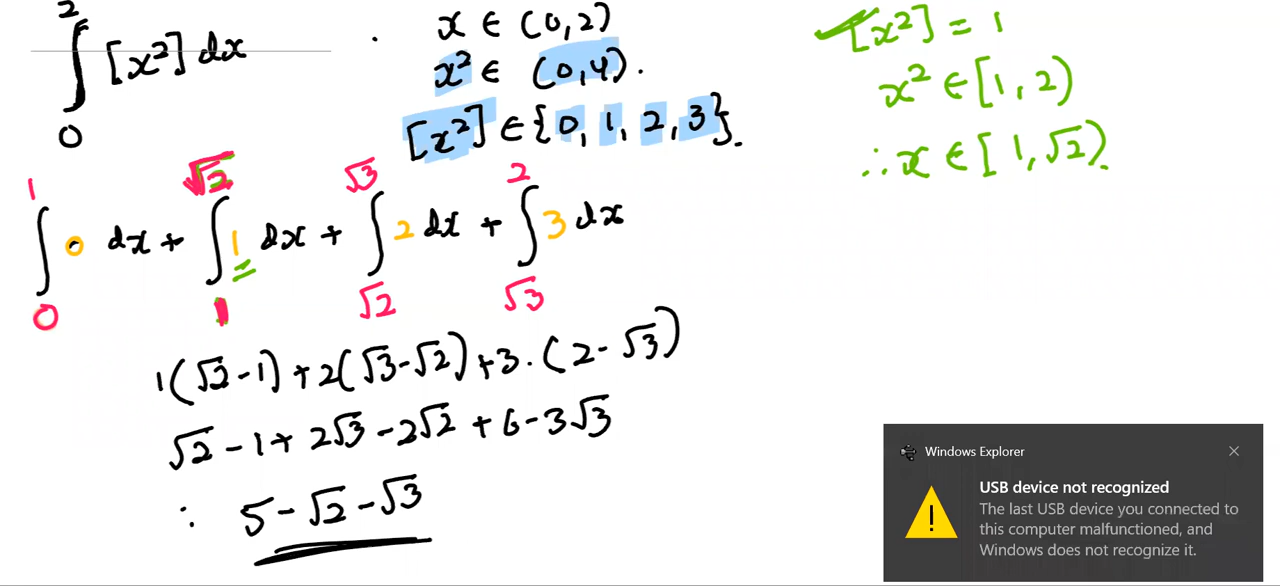 ∫₀² [x²] dx
x ∈ (0,2)
x² ∈ (0,4).
[x²] ∈ {0, 1, 2, 3}.
[x²] = 1
x² ∈ [1, 2)
∴ x ∈ [1, √2).
∫₀¹ 0 dx + ∫₁^√2 1 dx + ∫_√2^√3 2 dx + ∫_√3^2 3 dx
1(√2-1) + 2(√3-√2) + 3.(2-√3)
√2 - 1 + 2√3 - 2√2 + 6 - 3√3
: 5 - √2 - √3
Windows Explorer
USB device not recognized
The last USB device you connected to
this computer malfunctioned, and
Windows does not recognize it.